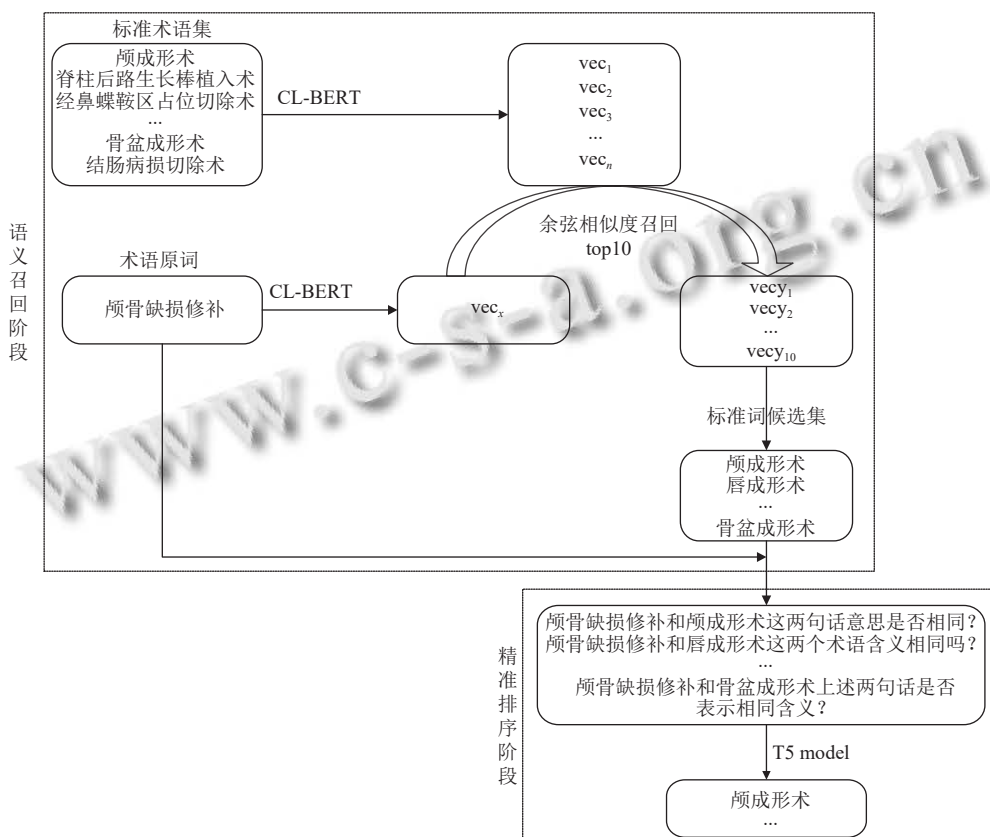 标准术语集
颅成形术
脊柱后路生长棒植入术
经鼻蝶鞍区占位切除术
...
骨盆成形术
结肠病损切除术
CL-BERT
vec1
vec2
vec3
...
vecn
余弦相似度召回
top10
语义召回阶段
术语原词
颅骨缺损修补
CL-BERT
vecx
vecy1
vecy2
...
vecy10
标准词候选集
颅成形术
唇成形术
...
骨盆成形术
精准排序阶段
颅骨缺损修补和颅成形术这两句话意思是否相同？
颅骨缺损修补和唇成形术这两个术语含义相同吗？
...
颅骨缺损修补和骨盆成形术上述两句话是否
表示相同含义？
T5 model
颅成形术
...
www.c-s-a.org.cn